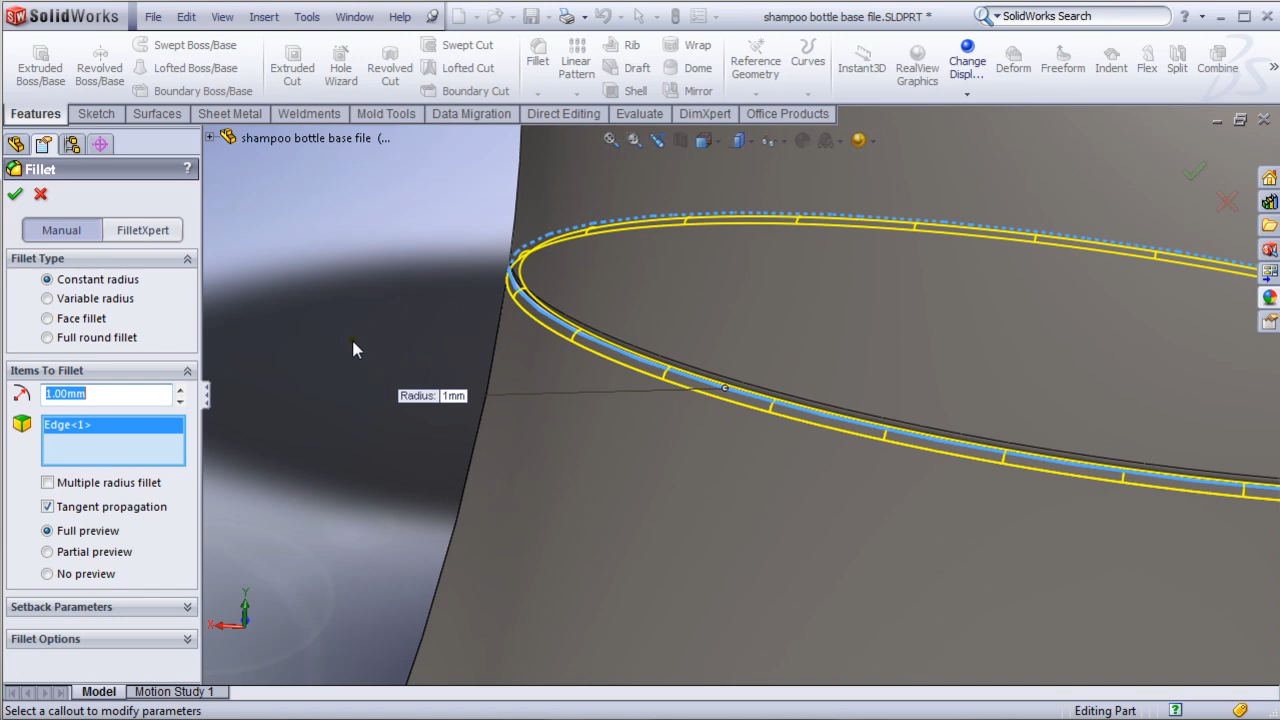 SolidWorks File Edit View Insert Tools Window Help shampoo bottle base file.SLDPRT * SolidWorks Search
Extruded Boss/Base
Revolved Boss/Base
Swept Boss/Base
Lofted Boss/Base
Boundary Boss/Base
Extruded Cut
Hole Wizard
Revolved Cut
Swept Cut
Lofted Cut
Boundary Cut
Fillet
Linear Pattern
Rib
Draft
Shell
Wrap
Dome
Mirror
Reference Geometry
Curves
Instant3D
RealView Graphics
Change Displ...
Deform
Freeform
Indent
Flex
Split
Combine
Features Sketch Surfaces Sheet Metal Weldments Mold Tools Data Migration Direct Editing Evaluate DimXpert Office Products
shampoo bottle base file (...
Fillet ?
Manual FilletXpert
Fillet Type
Constant radius
Variable radius
Face fillet
Full round fillet
Items To Fillet
1.00mm
Radius: 1mm
Edge<1>
Multiple radius fillet
Tangent propagation
Full preview
Partial preview
No preview
Setback Parameters
Fillet Options
Y
X
Model Motion Study 1
Select a callout to modify parameters Editing Part